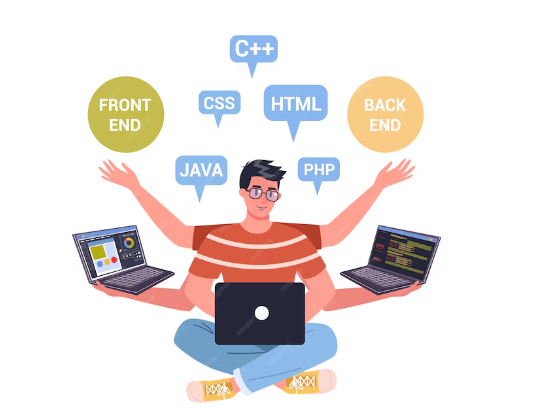 C++
CSS
HTML
FRONT
END
BACK
END
JAVA
PHP